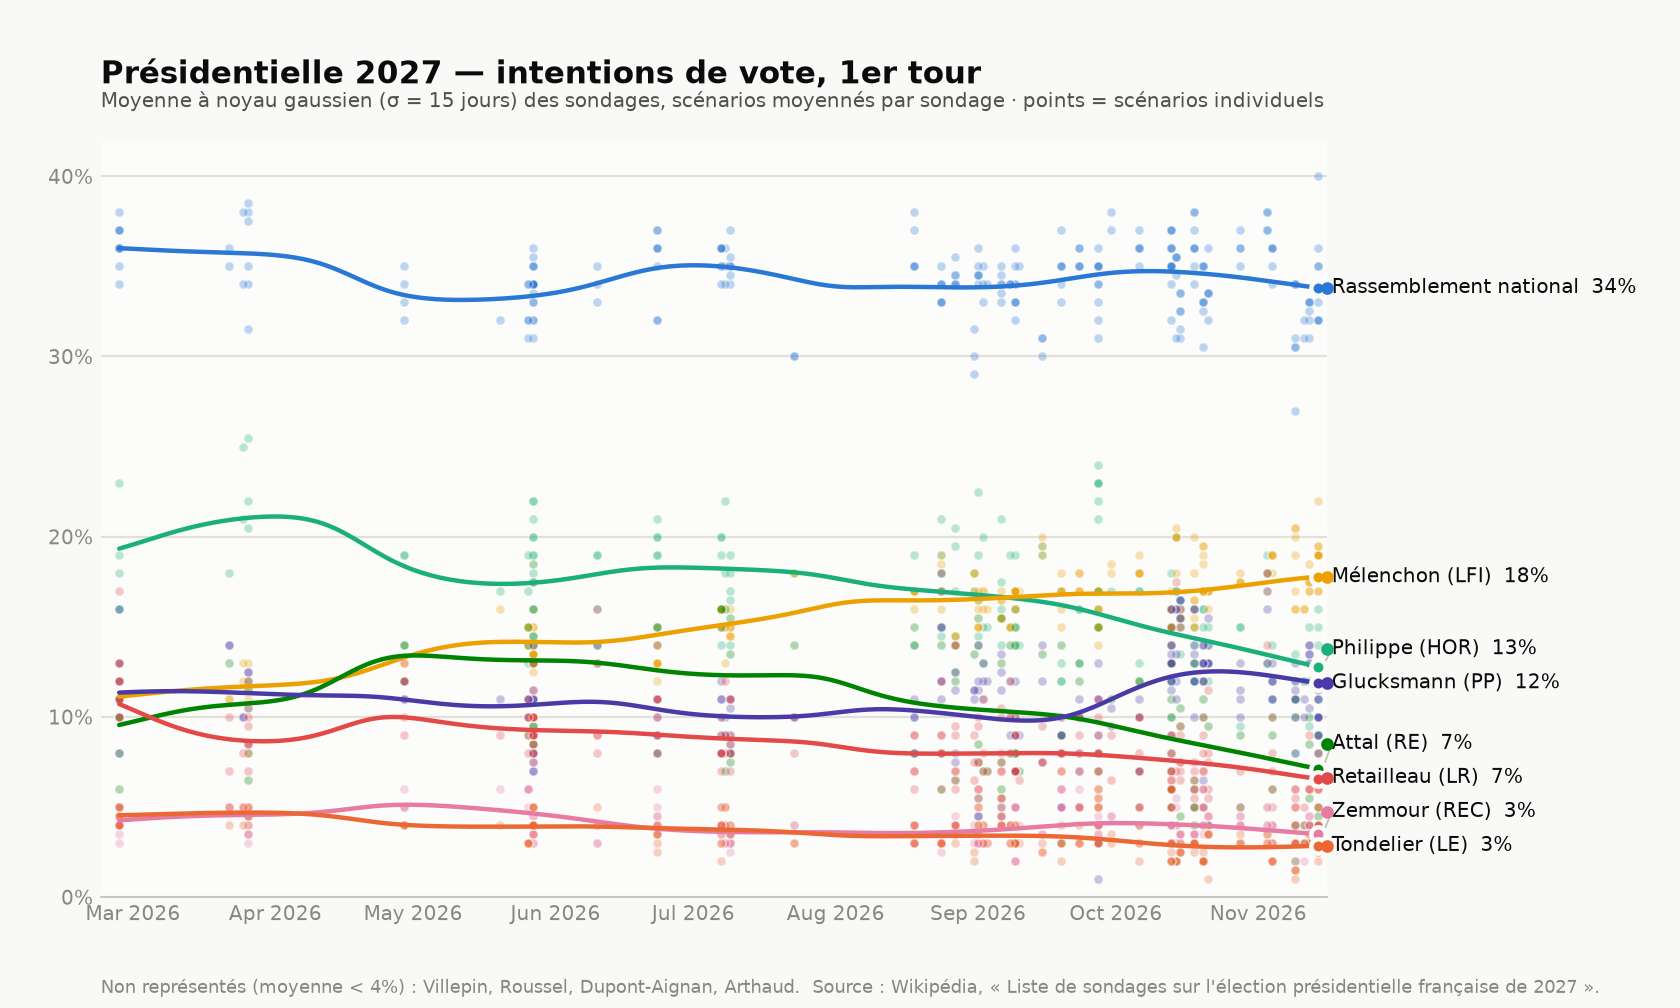 Présidentielle 2027 — intentions de vote, 1er tour
Moyenne à noyau gaussien (σ = 15 jours) des sondages, scénarios moyennés par sondage · points = scénarios individuels
40%
30%
20%
10%
0%
Rassemblement national 34%
Mélenchon (LFI) 18%
Philippe (HOR) 13%
Glucksmann (PP) 12%
Attal (RE) 7%
Retailleau (LR) 7%
Zemmour (REC) 3%
Tondelier (LE) 3%
Mar 2026 Apr 2026 May 2026 Jun 2026 Jul 2026 Aug 2026 Sep 2026 Oct 2026 Nov 2026
Non représentés (moyenne < 4%) : Villepin, Roussel, Dupont-Aignan, Arthaud. Source : Wikipédia, « Liste de sondages sur l'élection présidentielle française de 2027 ».